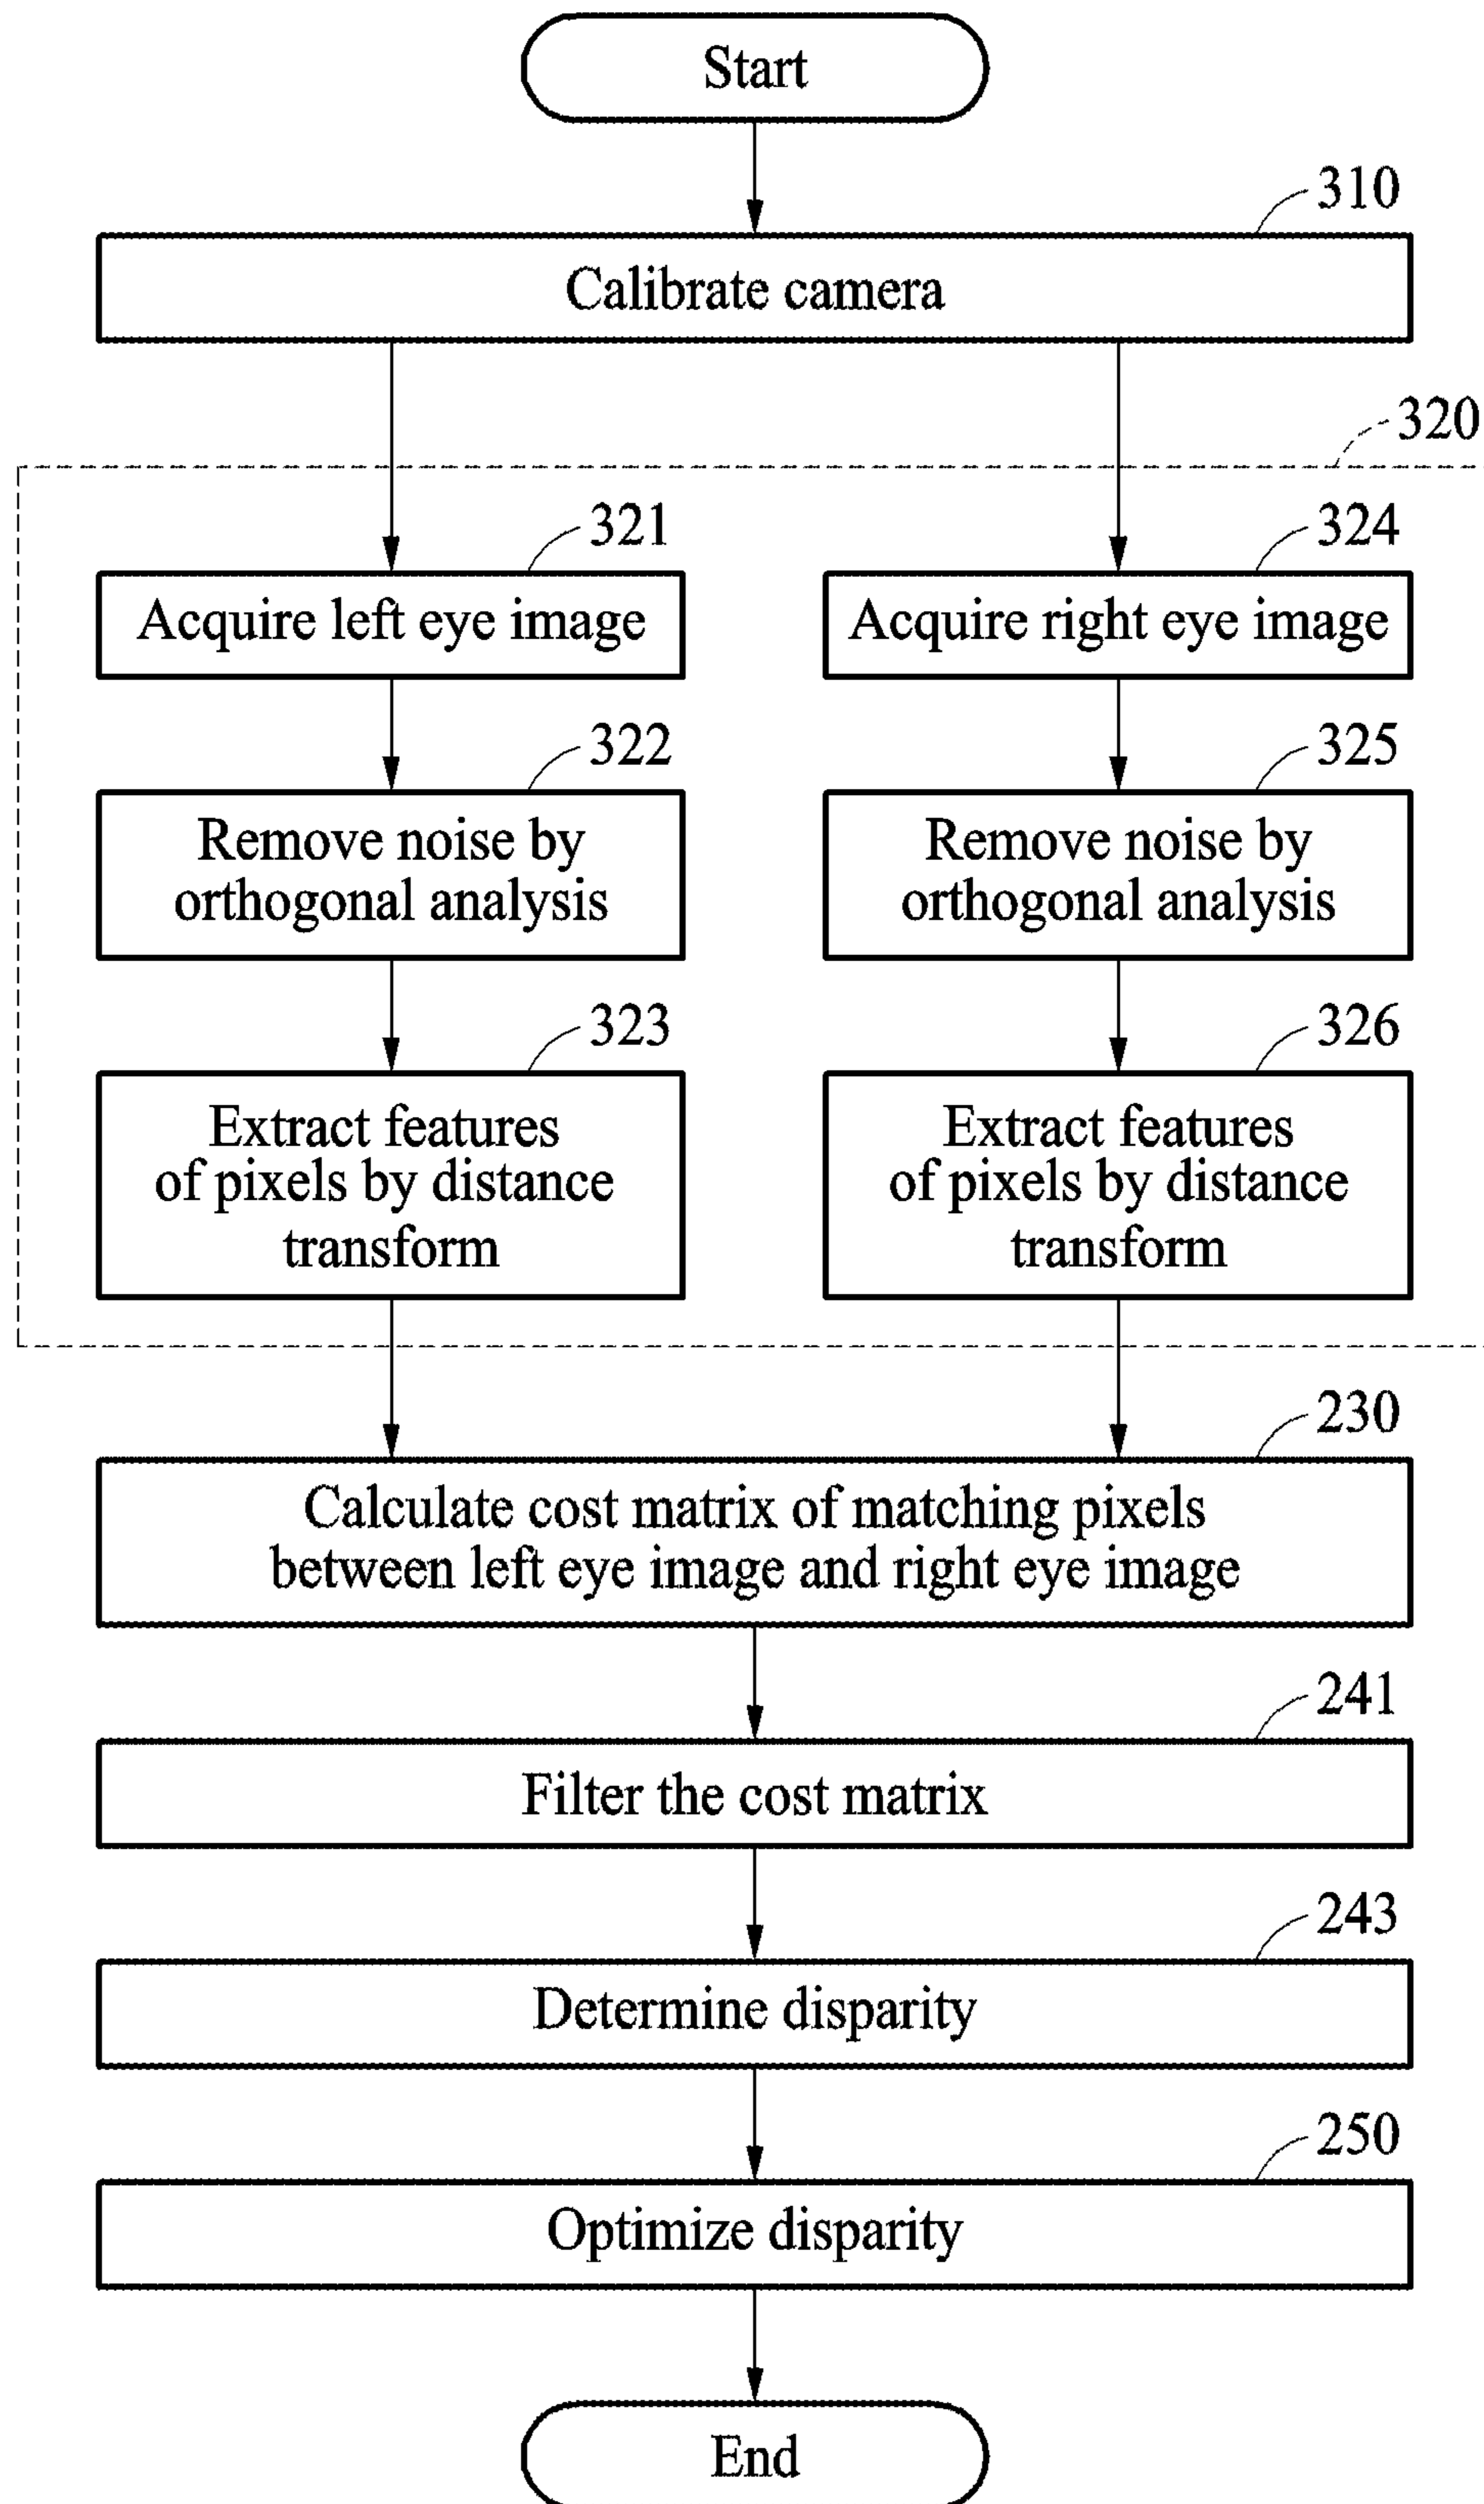 Start
310
Calibrate camera
320
321
Acquire left eye image
324
Acquire right eye image
322
Remove noise by
orthogonal analysis
325
Remove noise by
orthogonal analysis
323
Extract features
of pixels by distance
transform
326
Extract features
of pixels by distance
transform
230
Calculate cost matrix of matching pixels
between left eye image and right eye image
241
Filter the cost matrix
243
Determine disparity
250
Optimize disparity
End